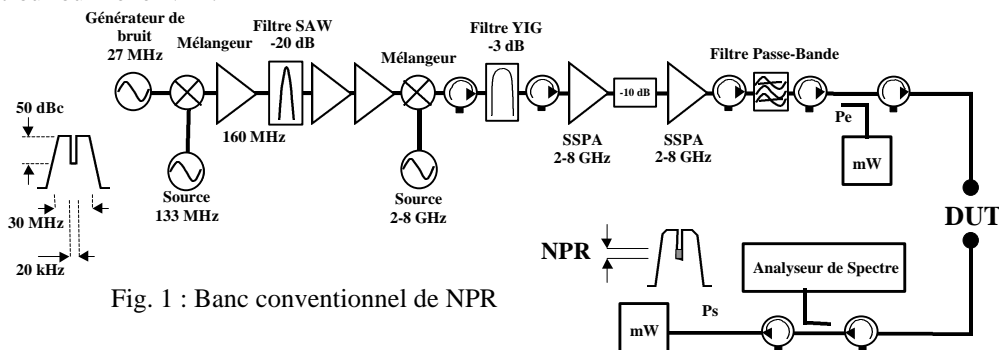 Générateur de
bruit
27 MHz
Mélangeur
Filtre SAW
-20 dB
Mélangeur
Filtre YIG
-3 dB
Filtre Passe-Bande
50 dBc
160 MHz
-10 dB
SSPA
2-8 GHz
SSPA
2-8 GHz
Pe
mW
Source
133 MHz
Source
2-8 GHz
30 MHz
20 kHz
DUT
NPR
Analyseur de Spectre
Ps
mW
Fig. 1 : Banc conventionnel de NPR